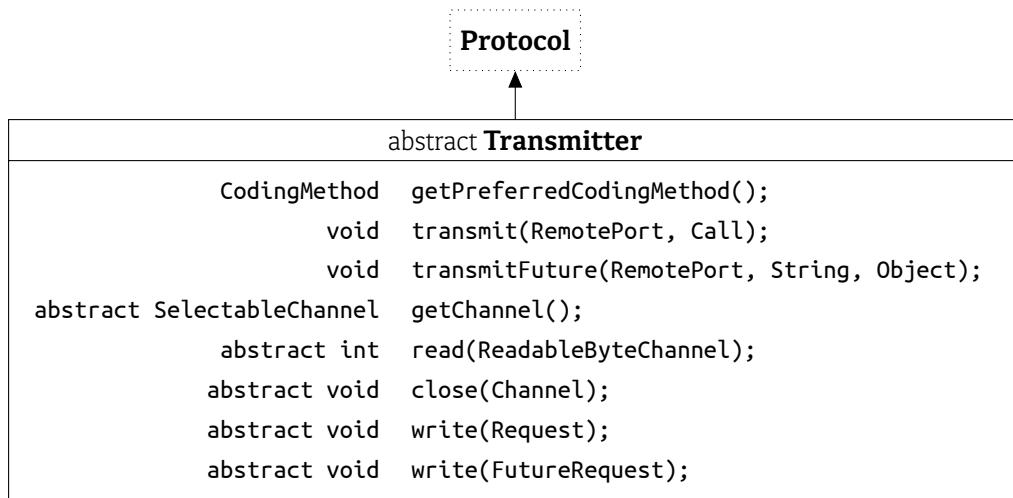 Protocol
abstract Transmitter
CodingMethod getPreferredCodingMethod();
void transmit(RemotePort, Call);
void transmitFuture(RemotePort, String, Object);
abstract SelectableChannel getChannel();
abstract int read(ReadableByteChannel);
abstract void close(Channel);
abstract void write(Request);
abstract void write(FutureRequest);